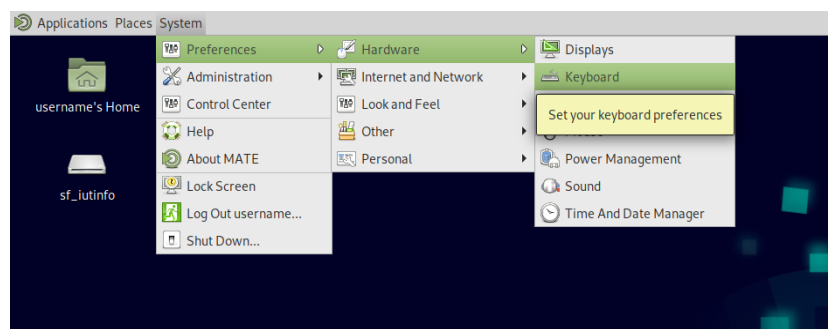 Applications Places System
username's Home
sf_iutinfo
Preferences
Administration
Control Center
Help
About MATE
Lock Screen
Log Out username...
Shut Down...
Hardware
Internet and Network
Look and Feel
Other
Personal
Displays
Keyboard
Set your keyboard preferences
Power Management
Sound
Time And Date Manager